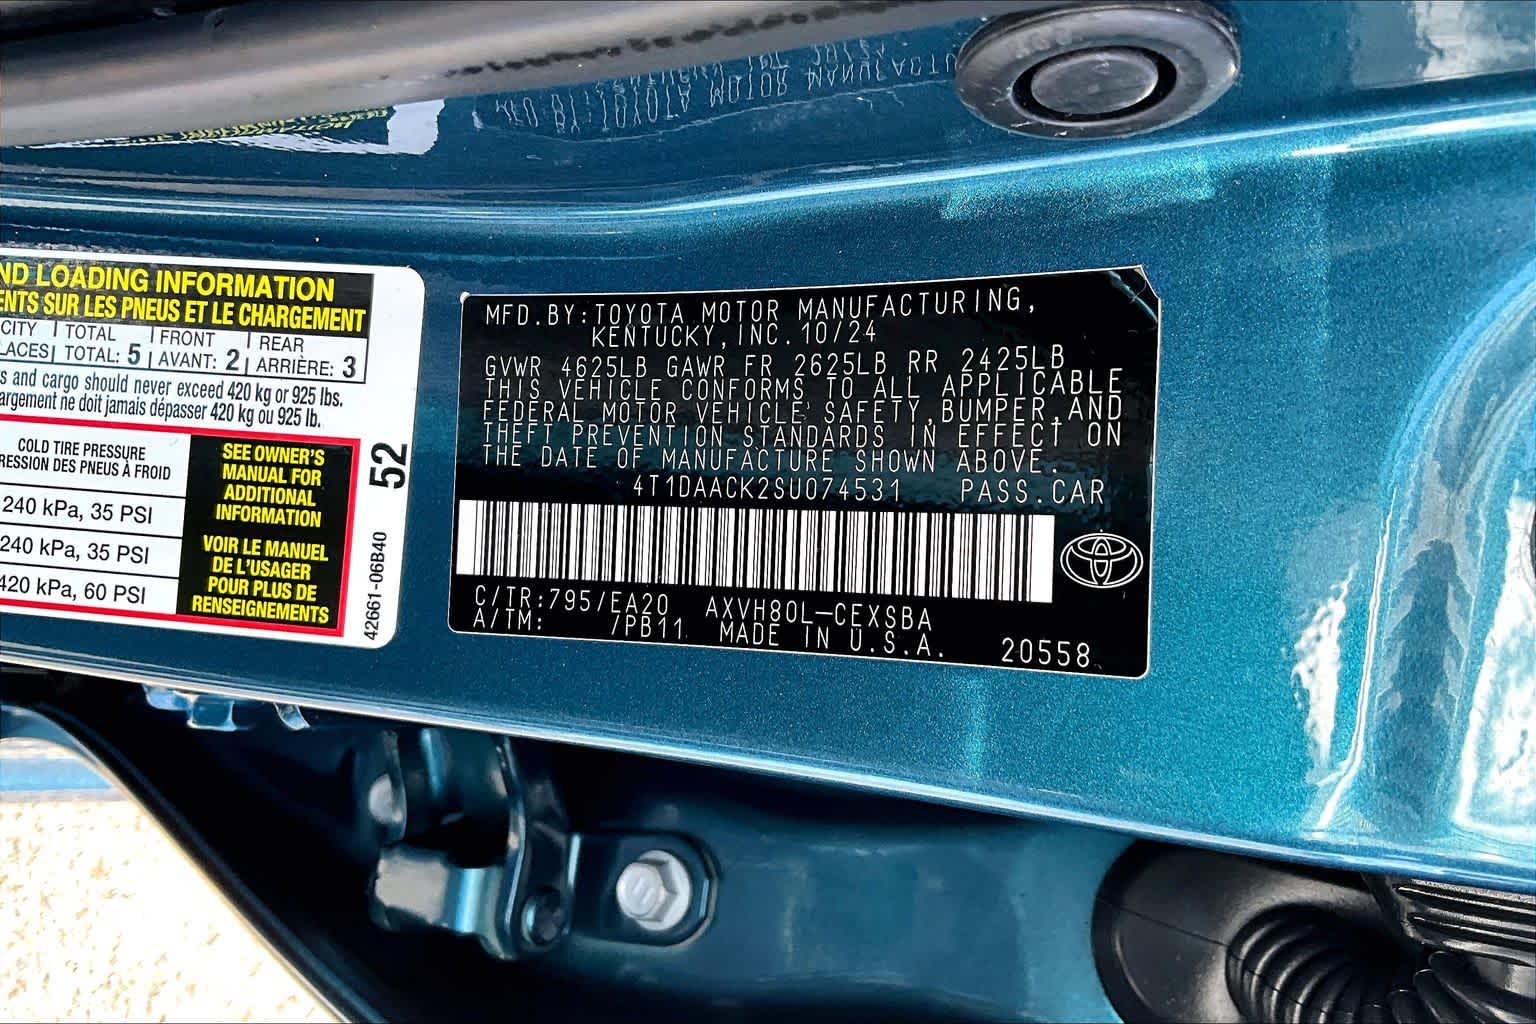 ND LOADING INFORMATION
ENTS SUR LES PNEUS ET LE CHARGEMENT
CITY | TOTAL | FRONT | REAR
LACES| TOTAL: 5 | AVANT: 2 | ARRIÈRE: 3
s and cargo should never exceed 420 kg or 925 lbs.
argement ne doit jamais dépasser 420 kg ou 925 lb.
COLD TIRE PRESSURE
RESSION DES PNEUS À FROID
240 kPa, 35 PSI
240 kPa, 35 PSI
420 kPa, 60 PSI
SEE OWNER'S
MANUAL FOR
ADDITIONAL
INFORMATION
VOIR LE MANUEL
DE L'USAGER
POUR PLUS DE
RENSEIGNEMENTS
52
42661-06B40
MFD.BY:TOYOTA MOTOR MANUFACTURING,
KENTUCKY,INC.10/24
GVWR 4625LB GAWR FR 2625LB RR 2425LB
THIS VEHICLE CONFORMS TO ALL APPLICABLE
FEDERAL MOTOR VEHICLE SAFETY,BUMPER,AND
THEFT PREVENTION STANDARDS IN EFFECT ON
THE DATE OF MANUFACTURE SHOWN ABOVE.
4T1DAACK2SU074531 PASS.CAR
C/TR:795/EA20 AXVH80L-CEXSBA
A/TM: /PB11 MADE IN U.S.A. 20558